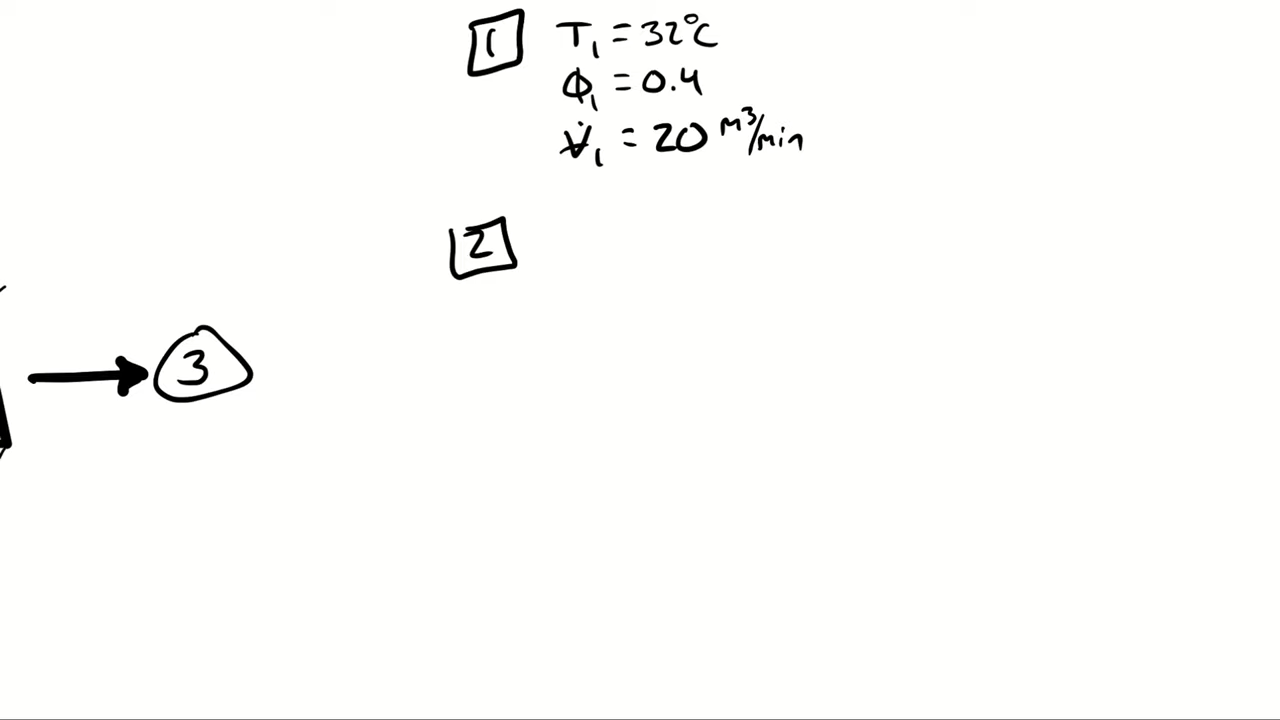 1 T₁ = 32°C
ϕ₁ = 0.4
V̇₁ = 20 m³/min
2
3